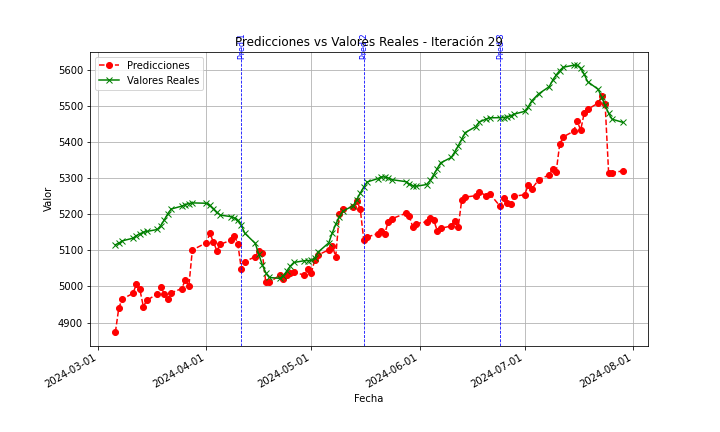 Predicciones vs Valores Reales - Iteración 29
Predicciones
Valores Reales
5600
5500
5400
5300
5200
5100
5000
4900
Valor
2024-03-01
2024-04-01
2024-05-01
2024-06-01
2024-07-01
2024-08-01
Fecha